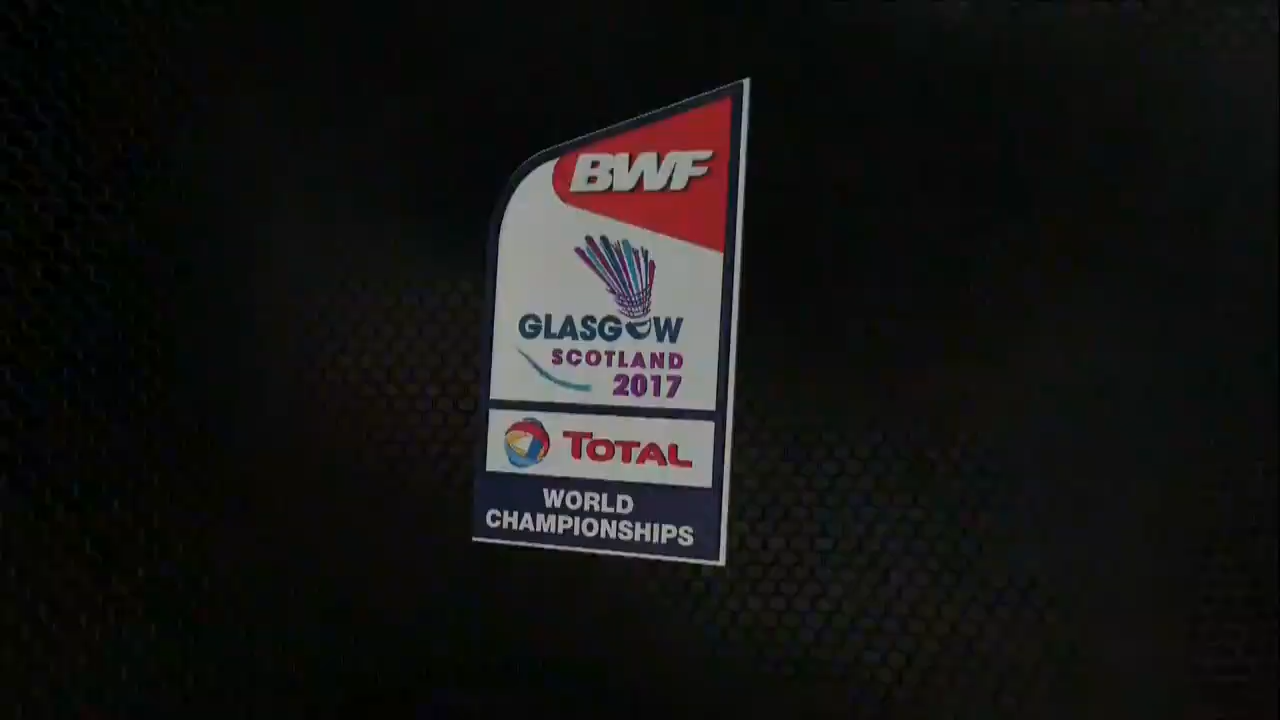 BWF
GLASGOW
SCOTLAND
2017
TOTAL
WORLD
CHAMPIONSHIPS